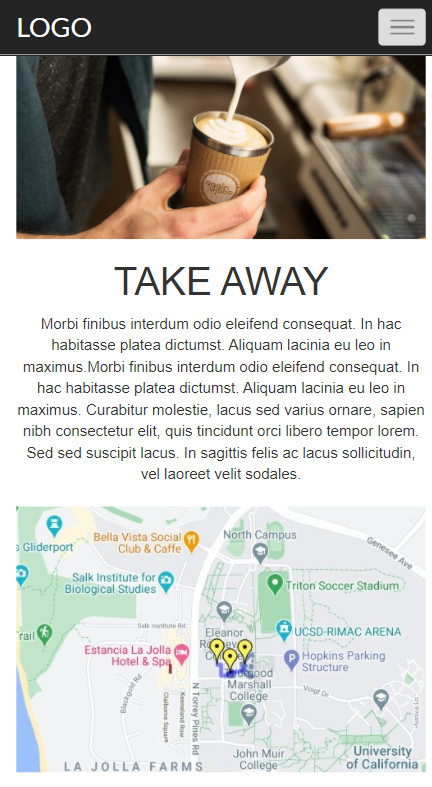 LOGO
again
TAKE AWAY
Morbi finibus interdum odio eleifend consequat. In hac
habitasse platea dictumst. Aliquam lacinia eu leo in
maximus.Morbi finibus interdum odio eleifend consequat. In
hac habitasse platea dictumst. Aliquam lacinia eu leo in
maximus. Curabitur molestie, lacus sed varius ornare, sapien
nibh consectetur elit, quis tincidunt orci libero tempor lorem.
Sed sed suscipit lacus. In sagittis felis ac lacus sollicitudin,
vel laoreet velit sodales.
s Gliderport
Bella Vista Social
Club & Caffe
North Campus
Genesee Ave
Salk Institute for
Biological Studies
Triton Soccer Stadium
Salk Institute Rd
Trail
Eleanor
UCSD-RIMAC ARENA
Estancia La Jolla
Hotel & Spa
Hopkins Parking
Structure
Marshall
College
Voigt Dr
Blackgold Rd
Claiborne Square
Keeneland Row
N Torrey Pines Rd
John Muir
College
University
of California
LA JOLLA FARMS